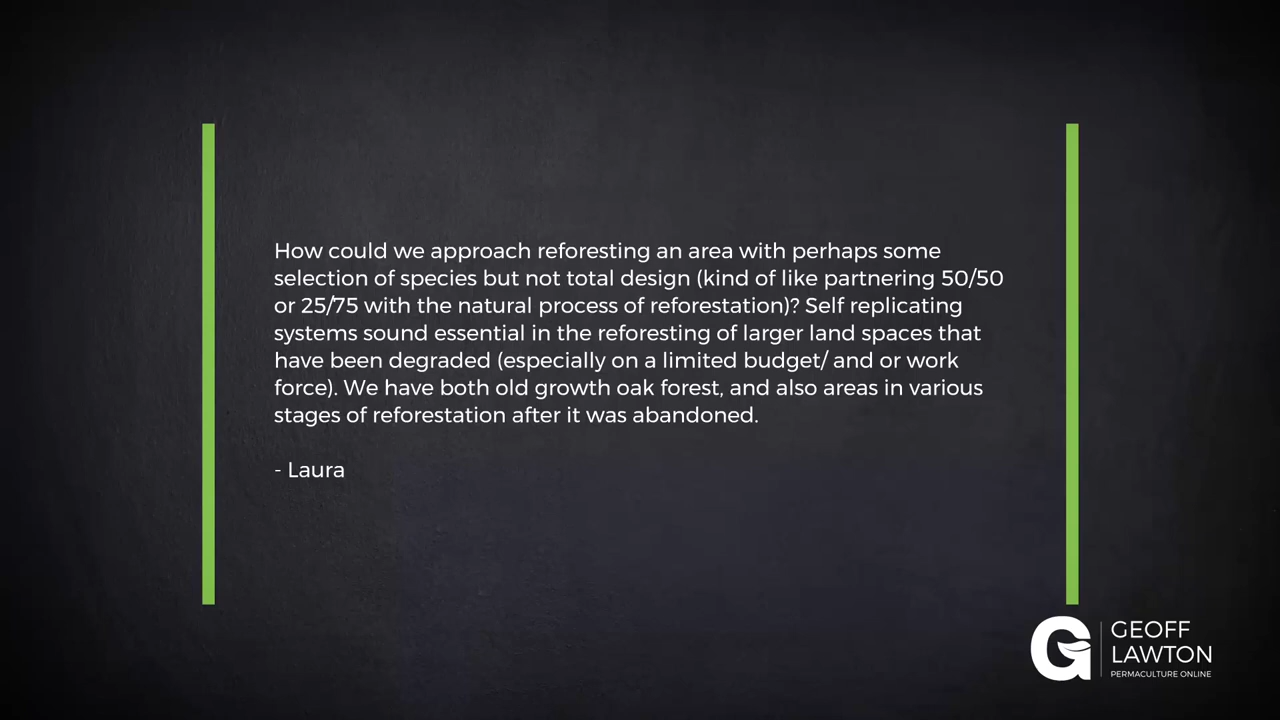 How could we approach reforesting an area with perhaps some
selection of species but not total design (kind of like partnering 50/50
or 25/75 with the natural process of reforestation)? Self replicating
systems sound essential in the reforesting of larger land spaces that
have been degraded (especially on a limited budget/ and or work
force). We have both old growth oak forest, and also areas in various
stages of reforestation after it was abandoned.
- Laura
GEOFF
LAWTON
PERMACULTURE ONLINE